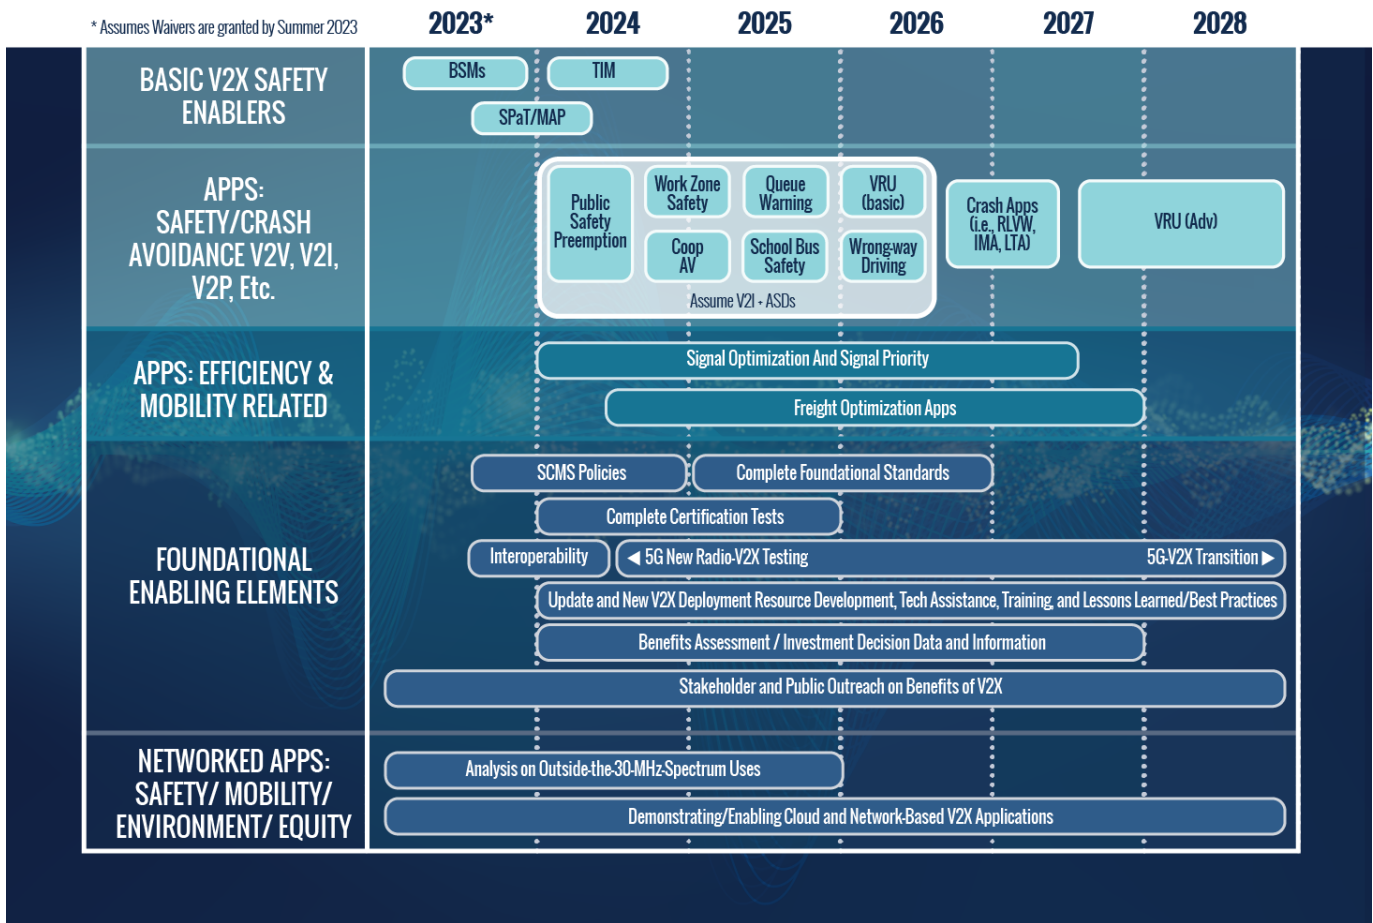 * Assumes Waivers are granted by Summer 2023
2023*
2024
2025
2026
2027
2028
BASIC V2X SAFETY
ENABLERS
BSMs
TIM
SPaT/MAP
APPS:
SAFETY/CRASH
AVOIDANCE V2V, V2I,
V2P, Etc.
Public
Safety
Preemption
Work Zone
Safety
Queue
Warning
VRU
(basic)
Coop
AV
School Bus
Safety
Wrong-way
Driving
Assume V2I + ASDs
Crash Apps
(i.e., RLVW,
IMA, LTA)
VRU (Adv)
APPS: EFFICIENCY &
MOBILITY RELATED
Signal Optimization And Signal Priority
Freight Optimization Apps
FOUNDATIONAL
ENABLING ELEMENTS
SCMS Policies
Complete Foundational Standards
Complete Certification Tests
Interoperability
◄ 5G New Radio-V2X Testing
5G-V2X Transition ►
Update and New V2X Deployment Resource Development, Tech Assistance, Training, and Lessons Learned/Best Practices
Benefits Assessment / Investment Decision Data and Information
Stakeholder and Public Outreach on Benefits of V2X
NETWORKED APPS:
SAFETY/ MOBILITY/
ENVIRONMENT/ EQUITY
Analysis on Outside-the-30-MHz-Spectrum Uses
Demonstrating/Enabling Cloud and Network-Based V2X Applications